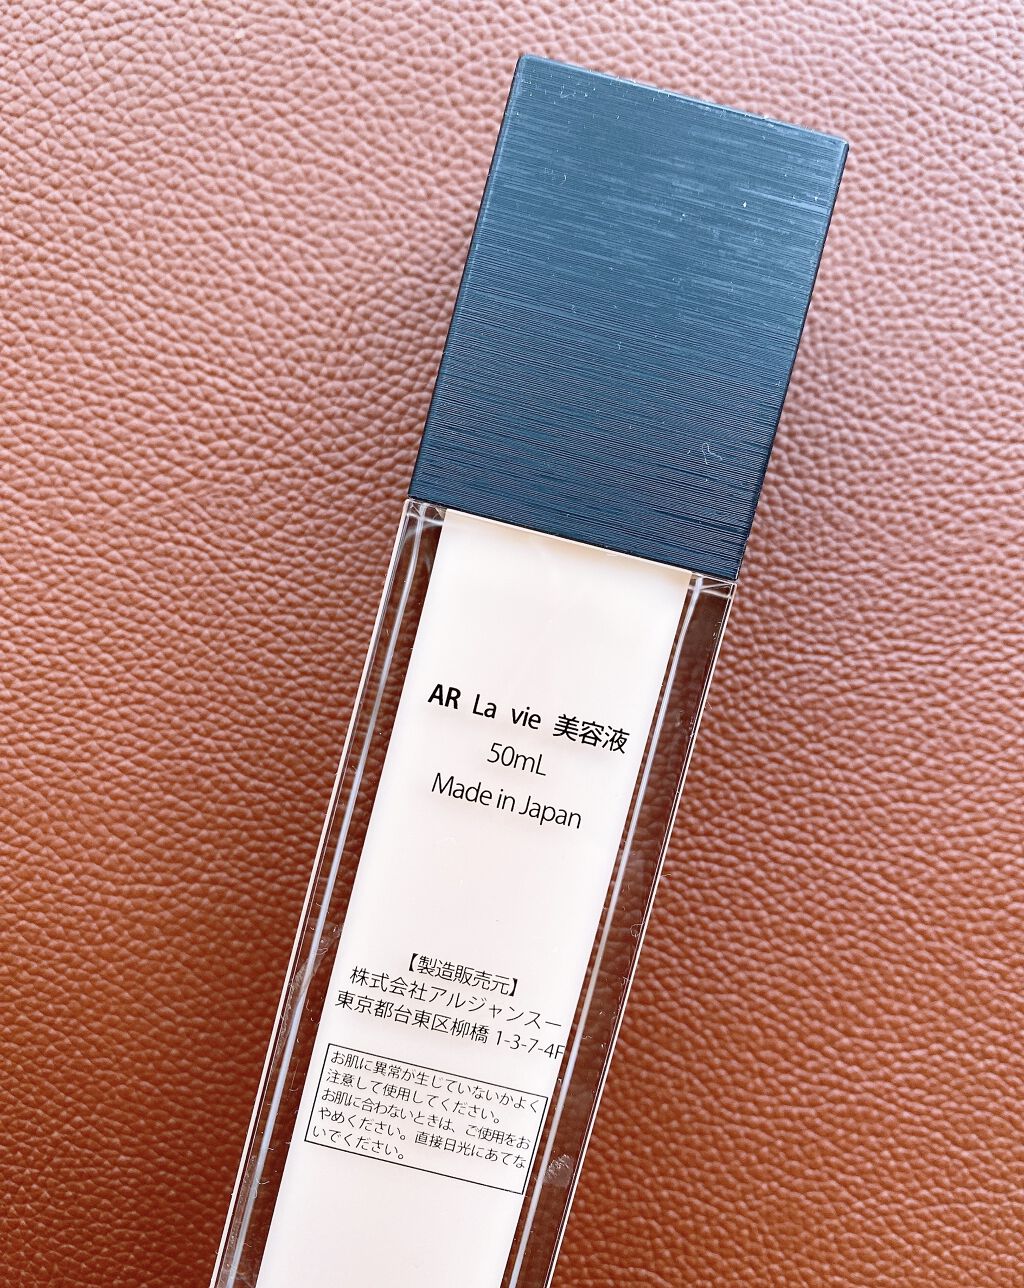 AR La vie 美容液
50mL
Made in Japan
【製造販売元】
株式会社アルジャンスー
東京都台東区柳橋 1-3-7-4F
お肌に異常が生じていないかよく
注意して使用してください。
お肌に合わないときは、ご使用をお
やめください。直接日光にあてな
いでください。